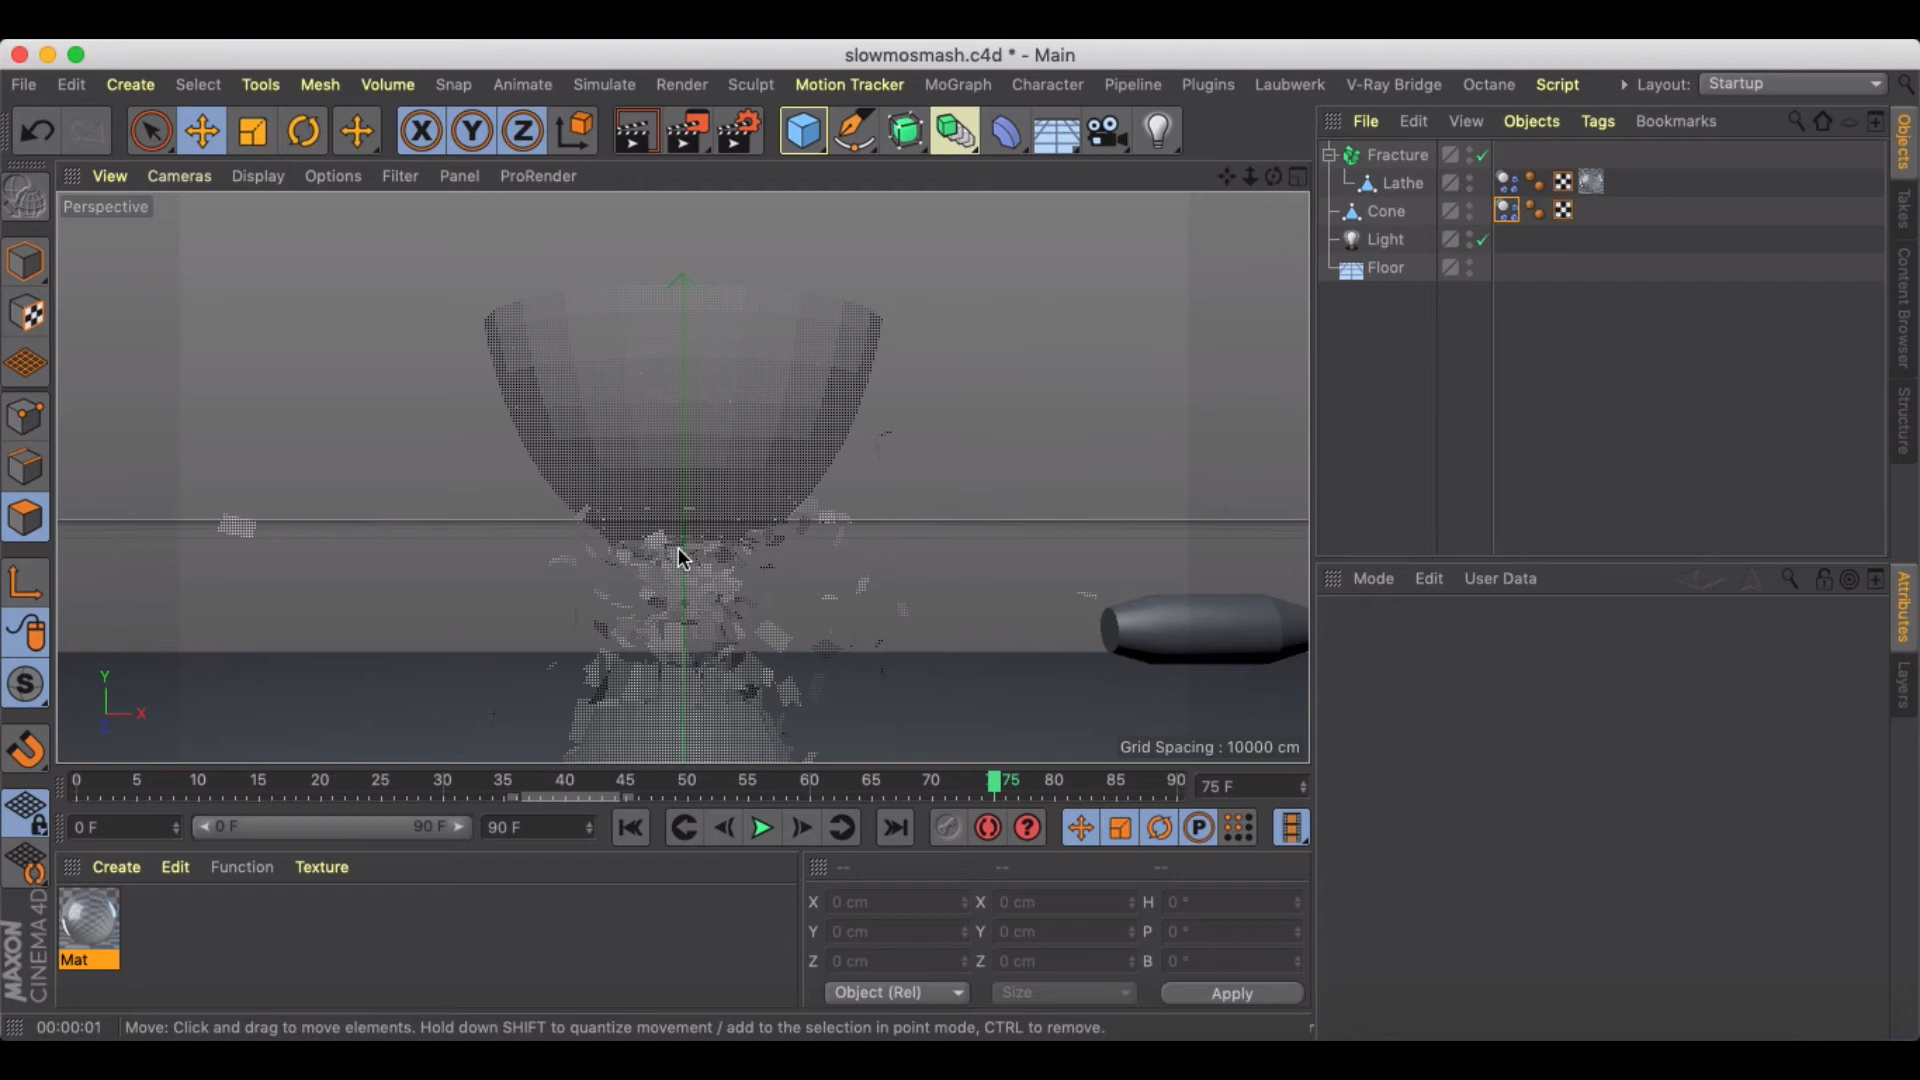 slowmosmash.c4d * - Main
File Edit Create Select Tools Mesh Volume Snap Animate Simulate Render Sculpt Motion Tracker MoGraph Character Pipeline Plugins Laubwerk V-Ray Bridge Octane Script Layout: Startup
X Y Z
File Edit View Objects Tags Bookmarks
View Cameras Display Options Filter Panel ProRender
Perspective
Fracture
Lathe
Cone
Light
Floor
Objects
Takes
Content Browser
Structure
Mode Edit User Data
Attributes
Layers
S
Y
X
Z
Grid Spacing : 10000 cm
0 5 10 15 20 25 30 35 40 45 50 55 60 65 70 75 80 85 90 75 F
0 F 0 F 90 F 90 F ? P
Create Edit Function Texture
-- -- --
X 0 cm X 0 cm H 0 °
Y 0 cm Y 0 cm P 0 °
Z 0 cm Z 0 cm B 0 °
Mat
Object (Rel) Size Apply
MAXON
CINEMA 4D
00:00:01 Move: Click and drag to move elements. Hold down SHIFT to quantize movement / add to the selection in point mode, CTRL to remove.